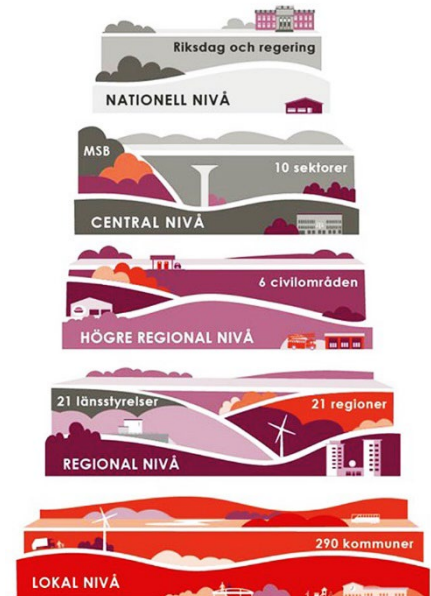 Riksdag och regering
NATIONELL NIVÅ
MSB
10 sektorer
CENTRAL NIVÅ
6 civilområden
HÖGRE REGIONAL NIVÅ
21 länsstyrelser
21 regioner
REGIONAL NIVÅ
290 kommuner
LOKAL NIVÅ